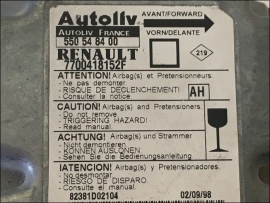 Autoliv
AVANT/FORWARD
AUTOLIV FRANCE
VORN/DELANTE
550 54 84 00
RENAULT
219
7700418152F
ATTENTION! Airbag(s) et Pretensionneurs
- Ne pas demonter
- RISQUE DE DECLENCHEMENT!
- Consulter la notice
AH
CAUTION! Airbag(s) and Pretensioners
- Do not remove
- TRIGGERING HAZARD!
- Read manual
ACHTUNG! Airbag(s) und Strammer
- Nicht demontieren
- KONNEN AUSLOSEN
- Sehen Sie die Bedienungsanleitung
!ATENCION! Airbag(s) y Pretensionadores
- No desmontar
- RIESGO DE DISPARO.
- Consulte el manual
82381D02104
02/09/98